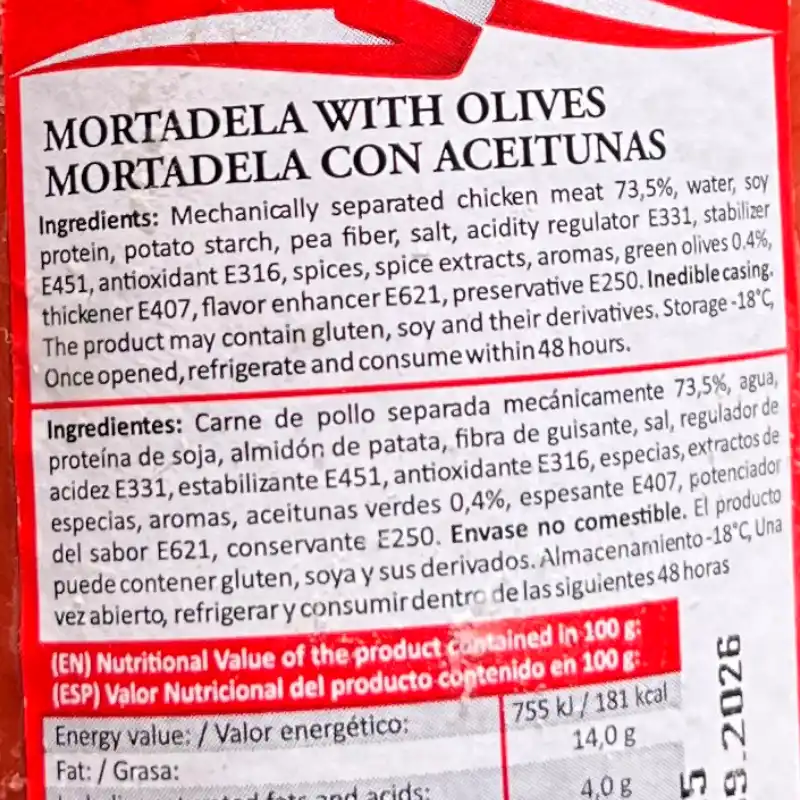 MORTADELA WITH OLIVES
MORTADELA CON ACEITUNAS
Ingredients: Mechanically separated chicken meat 73,5%, water, soy
protein, potato starch, pea fiber, salt, acidity regulator E331, stabilizer
E451, antioxidant E316, spices, spice extracts, aromas, green olives 0.4%,
thickener E407, flavor enhancer E621, preservative E250. Inedible casing.
The product may contain gluten, soy and their derivatives. Storage -18°C,
Once opened, refrigerate and consume within 48 hours.
Ingredientes: Carne de pollo separada mecánicamente 73,5%, agua,
proteína de soja, almidón de patata, fibra de guisante, sal, regulador de
acidez E331, estabilizante E451, antioxidante E316, especias, extractos de
especias, aromas, aceitunas verdes 0,4%, espesante E407, potenciador
del sabor E621, conservante E250. Envase no comestible. El producto
puede contener gluten, soya y sus derivados. Almacenamiento -18°C, Una
vez abierto, refrigerar y consumir dentro de las siguientes 48 horas
(EN) Nutritional Value of the product contained in 100 g:
(ESP) Valor Nutricional del producto contenido en 100 g:
Energy value: / Valor energético: 755 kJ / 181 kcal
Fat: / Grasa: 14,0 g
and acids: 4,0 g
.2026